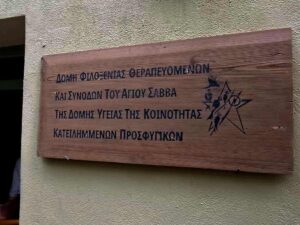 ΔΟΜΗ ΦΙΛΟΞΕΝΙΑΣ ΘΕΡΑΠΕΥΟΜΕΝΩΝ
ΚΑΙ ΣΥΝΟΔΩΝ ΤΟΥ ΑΓΙΟΥ ΣΑΒΒΑ
ΤΗΣ ΔΟΜΗΣ ΥΓΕΙΑΣ ΤΗΣ ΚΟΙΝΟΤΗΤΑΣ
ΚΑΤΕΙΛΗΜΜΕΝΩΝ ΠΡΟΣΦΥΓΙΚΩΝ